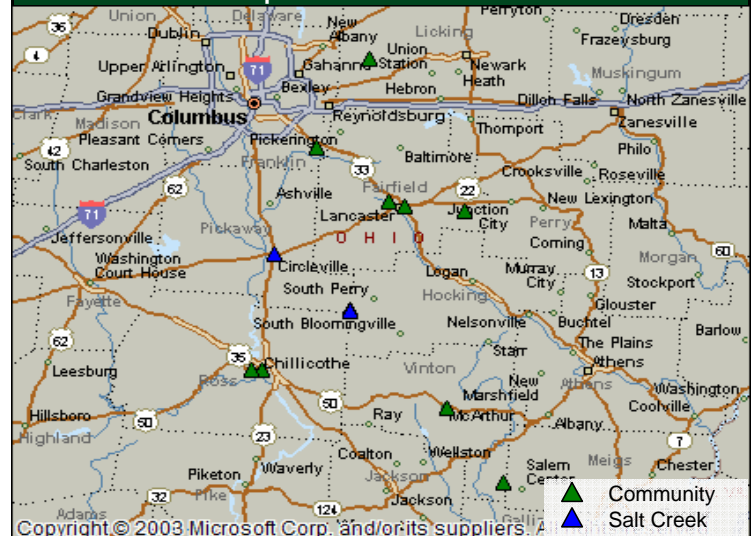 Union
Delaware
Perryton
36
Dublin
New
Albany
Licking
Dresden
Frazeysburg
4
Upper Arlington
71
Gahanna
Union
Station
Newark
Heath
Muskingum
Grandview Heights
Bexley
Hebron
Dillon Falls
North Zanesville
Clark
Columbus
Reynoldsburg
Zanesville
Madison
Thornport
Pleasant Corners
Pickerington
Philo
42
Franklin
33
Baltimore
South Charleston
Crooksville
Roseville
62
Ashville
Fairfield
22
New Lexington
71
Lancaster
Junction
City
Perry
Malta
Pickaway
O H I O
Corning
Jeffersonville
Morgan
60
Washington
Court House
Circleville
Logan
Murray
City
13
Stockport
Fayette
South Perry
Hocking
Glouster
South Bloomingville
Nelsonville
Buchtel
Barlow
62
The Plains
35
Chillicothe
Starr
Athens
Leesburg
Ross
Vinton
New
Marshfield
Athens
Washington
50
Coolville
Hillsboro
50
Ray
McArthur
Albany
Highland
23
7
Coalton
Wellston
Waverly
Salem
Center
Meigs
Chester
Piketon
Jackson
32
Pike
Jackson
124
Adams
Community
Salt Creek
Copyright © 2003 Microsoft Corp. and/or its suppliers. A